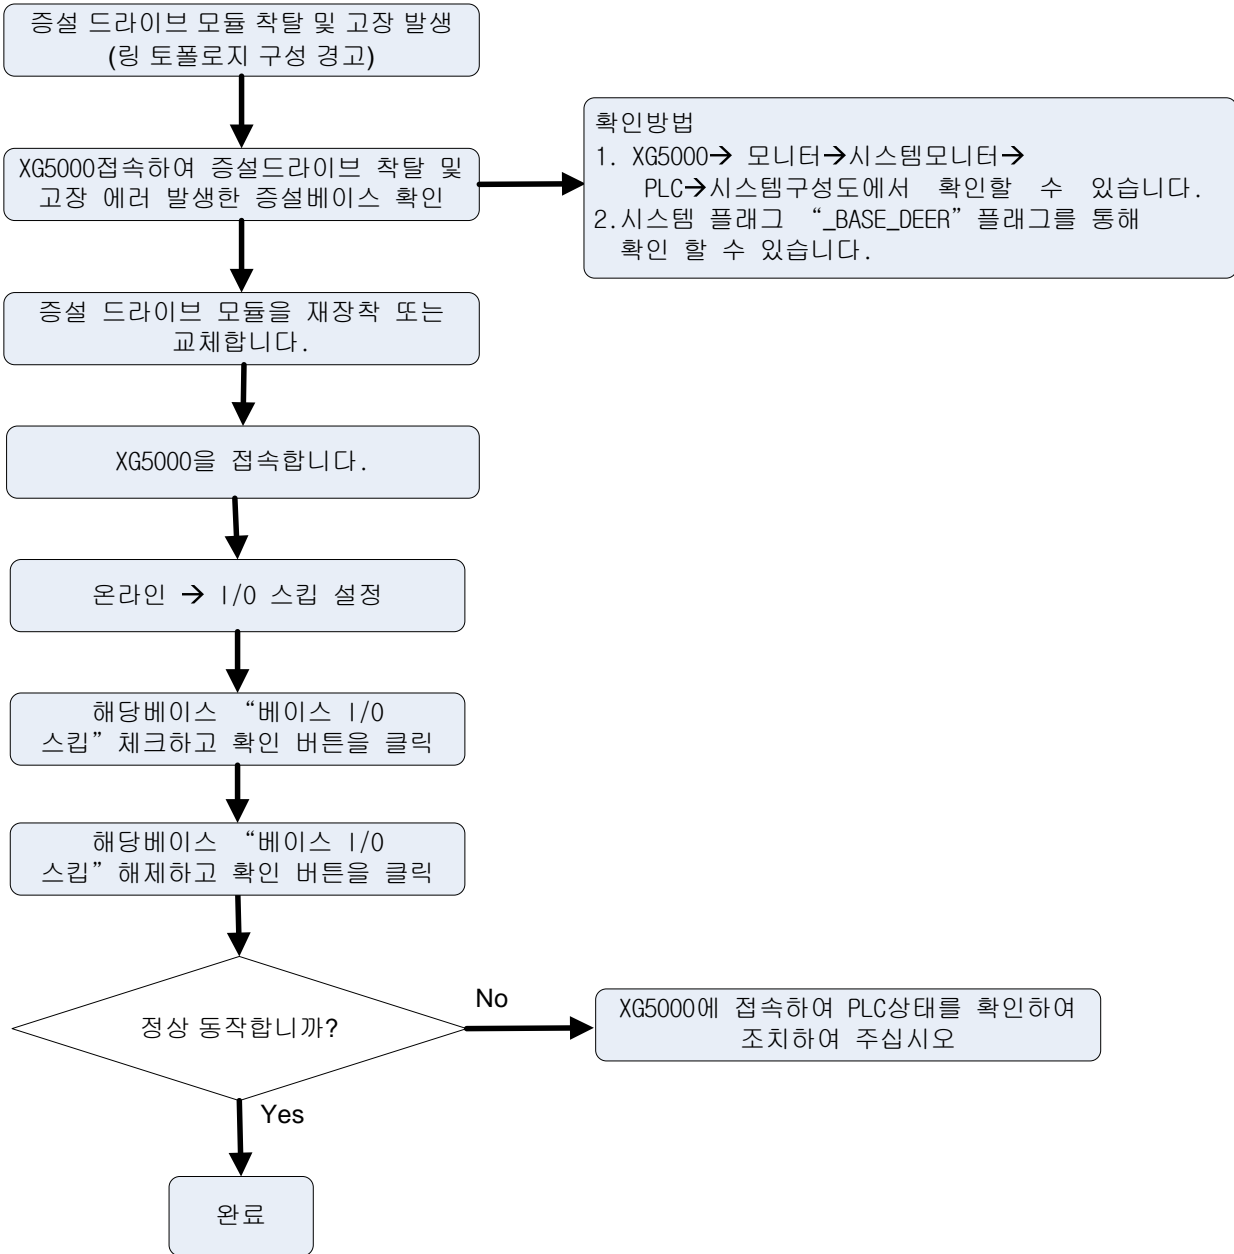 증설 드라이브 모듈 착탈 및 고장 발생
(링 토폴로지 구성 경고)
XG5000접속하여 증설드라이브 착탈 및
고장 에러 발생한 증설베이스 확인
확인방법
1. XG5000→ 모니터→시스템모니터→
PLC→시스템구성도에서 확인할 수 있습니다.
2.시스템 플래그 “_BASE_DEER”플래그를 통해
확인 할 수 있습니다.
증설 드라이브 모듈을 재장착 또는
교체합니다.
XG5000을 접속합니다.
온라인 → I/O 스킵 설정
해당베이스 “베이스 I/O
스킵”체크하고 확인 버튼을 클릭
해당베이스 “베이스 I/O
스킵”해제하고 확인 버튼을 클릭
정상 동작합니까?
No
XG5000에 접속하여 PLC상태를 확인하여
조치하여 주십시오
Yes
완료